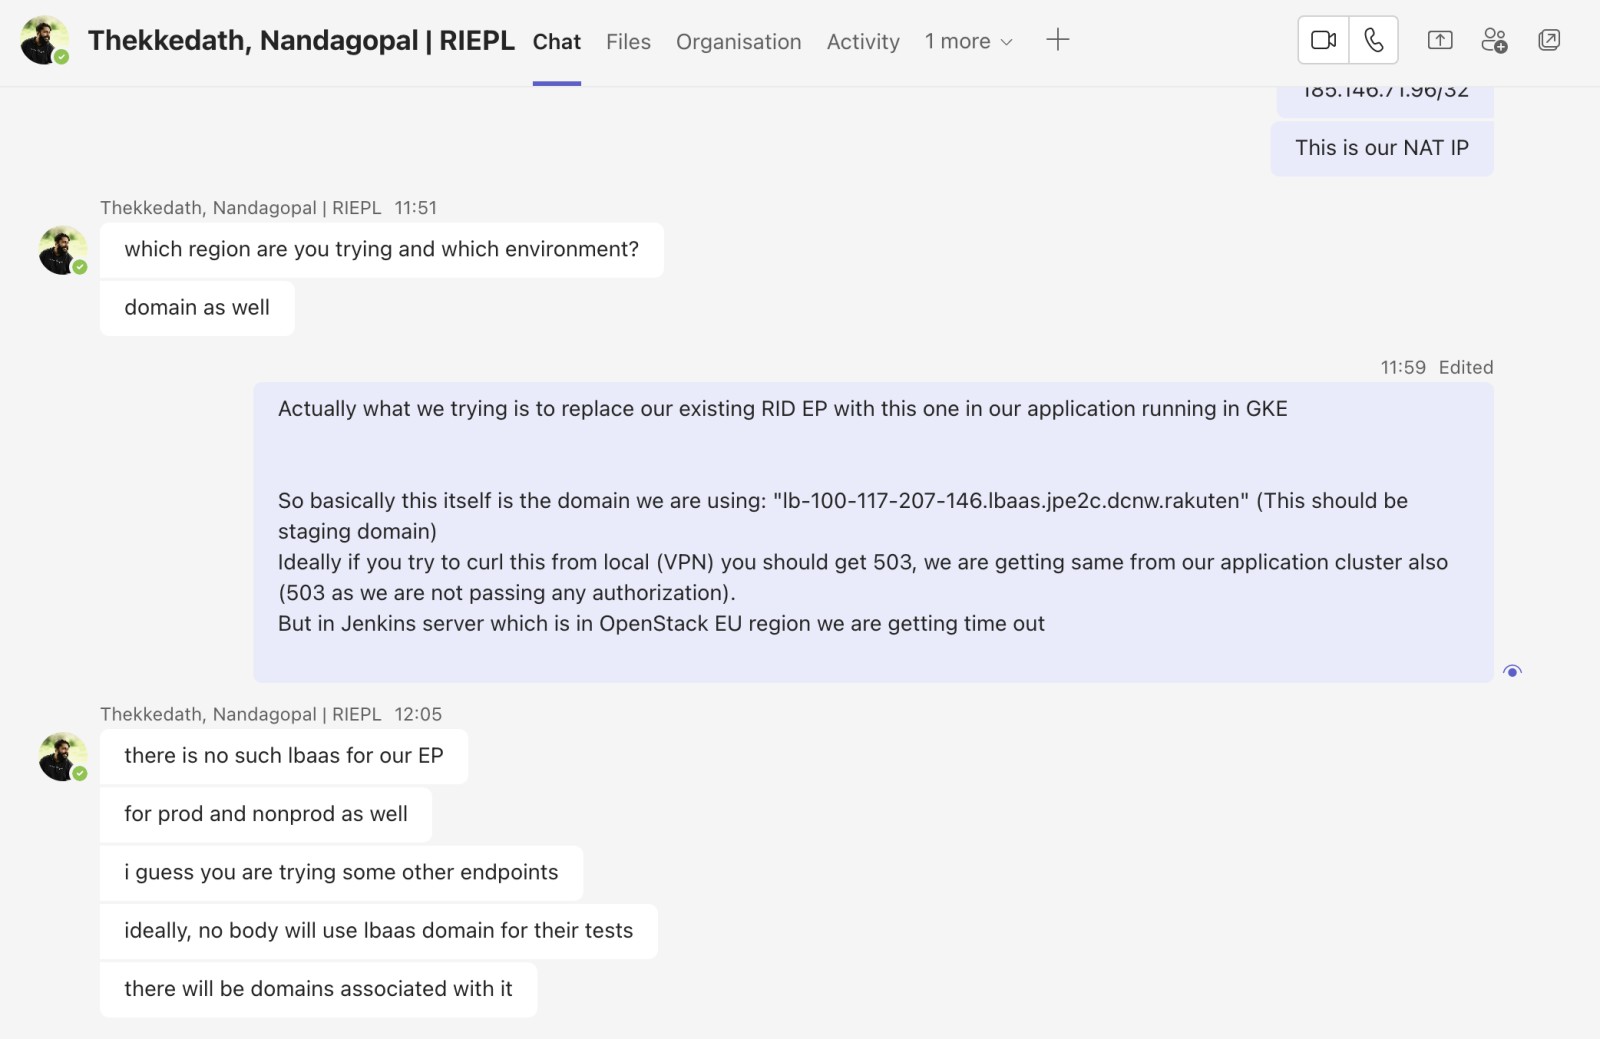 Thekkedath, Nandagopal | RIEPL Chat Files Organisation Activity 1 more
185.146.71.96/32
This is our NAT IP
Thekkedath, Nandagopal | RIEPL 11:51
which region are you trying and which environment?
domain as well
11:59 Edited
Actually what we trying is to replace our existing RID EP with this one in our application running in GKE
So basically this itself is the domain we are using: "lb-100-117-207-146.lbaas.jpe2c.dcnw.rakuten" (This should be
staging domain)
Ideally if you try to curl this from local (VPN) you should get 503, we are getting same from our application cluster also
(503 as we are not passing any authorization).
But in Jenkins server which is in OpenStack EU region we are getting time out
Thekkedath, Nandagopal | RIEPL 12:05
there is no such lbaas for our EP
for prod and nonprod as well
i guess you are trying some other endpoints
ideally, no body will use lbaas domain for their tests
there will be domains associated with it